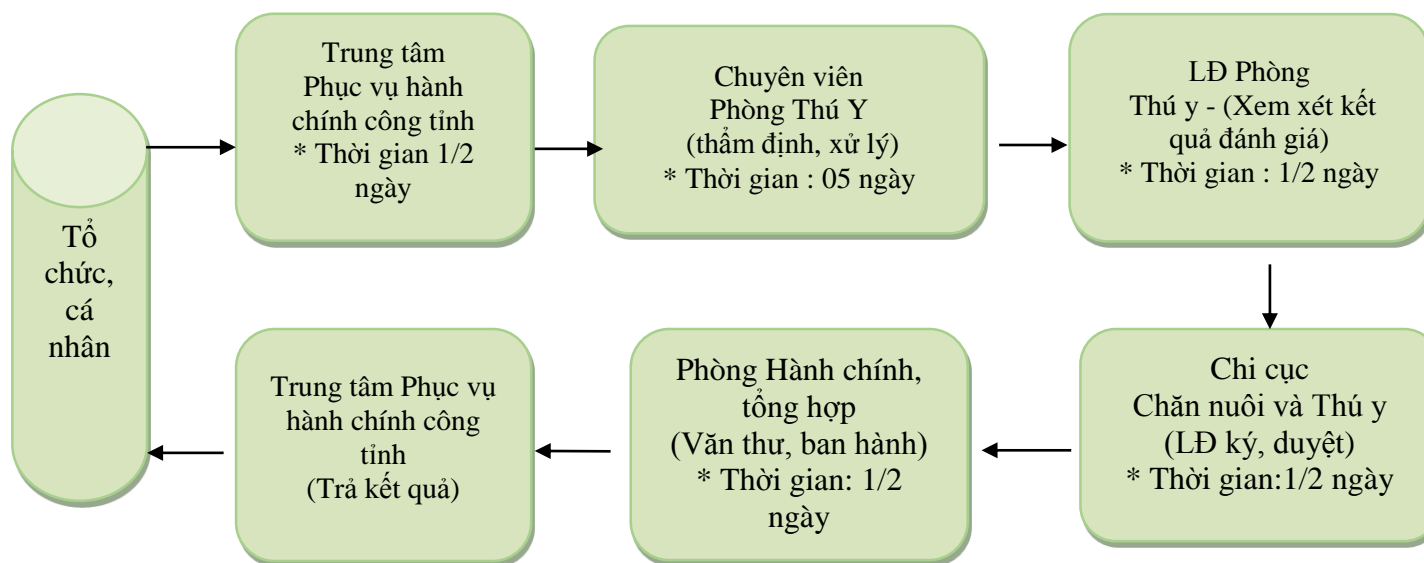 Tổ
chức,
cá
nhân
Trung tâm
Phục vụ hành
chính công tỉnh
* Thời gian 1/2
ngày
Chuyên viên
Phòng Thú Y
(thẩm định, xử lý)
* Thời gian : 05 ngày
LĐ Phòng
Thú y - (Xem xét kết
quả đánh giá)
* Thời gian : 1/2 ngày
Chi cục
Chăn nuôi và Thú y
(LĐ ký, duyệt)
* Thời gian:1/2 ngày
Phòng Hành chính,
tổng hợp
(Văn thư, ban hành)
* Thời gian: 1/2
ngày
Trung tâm Phục vụ
hành chính công
tỉnh
(Trả kết quả)